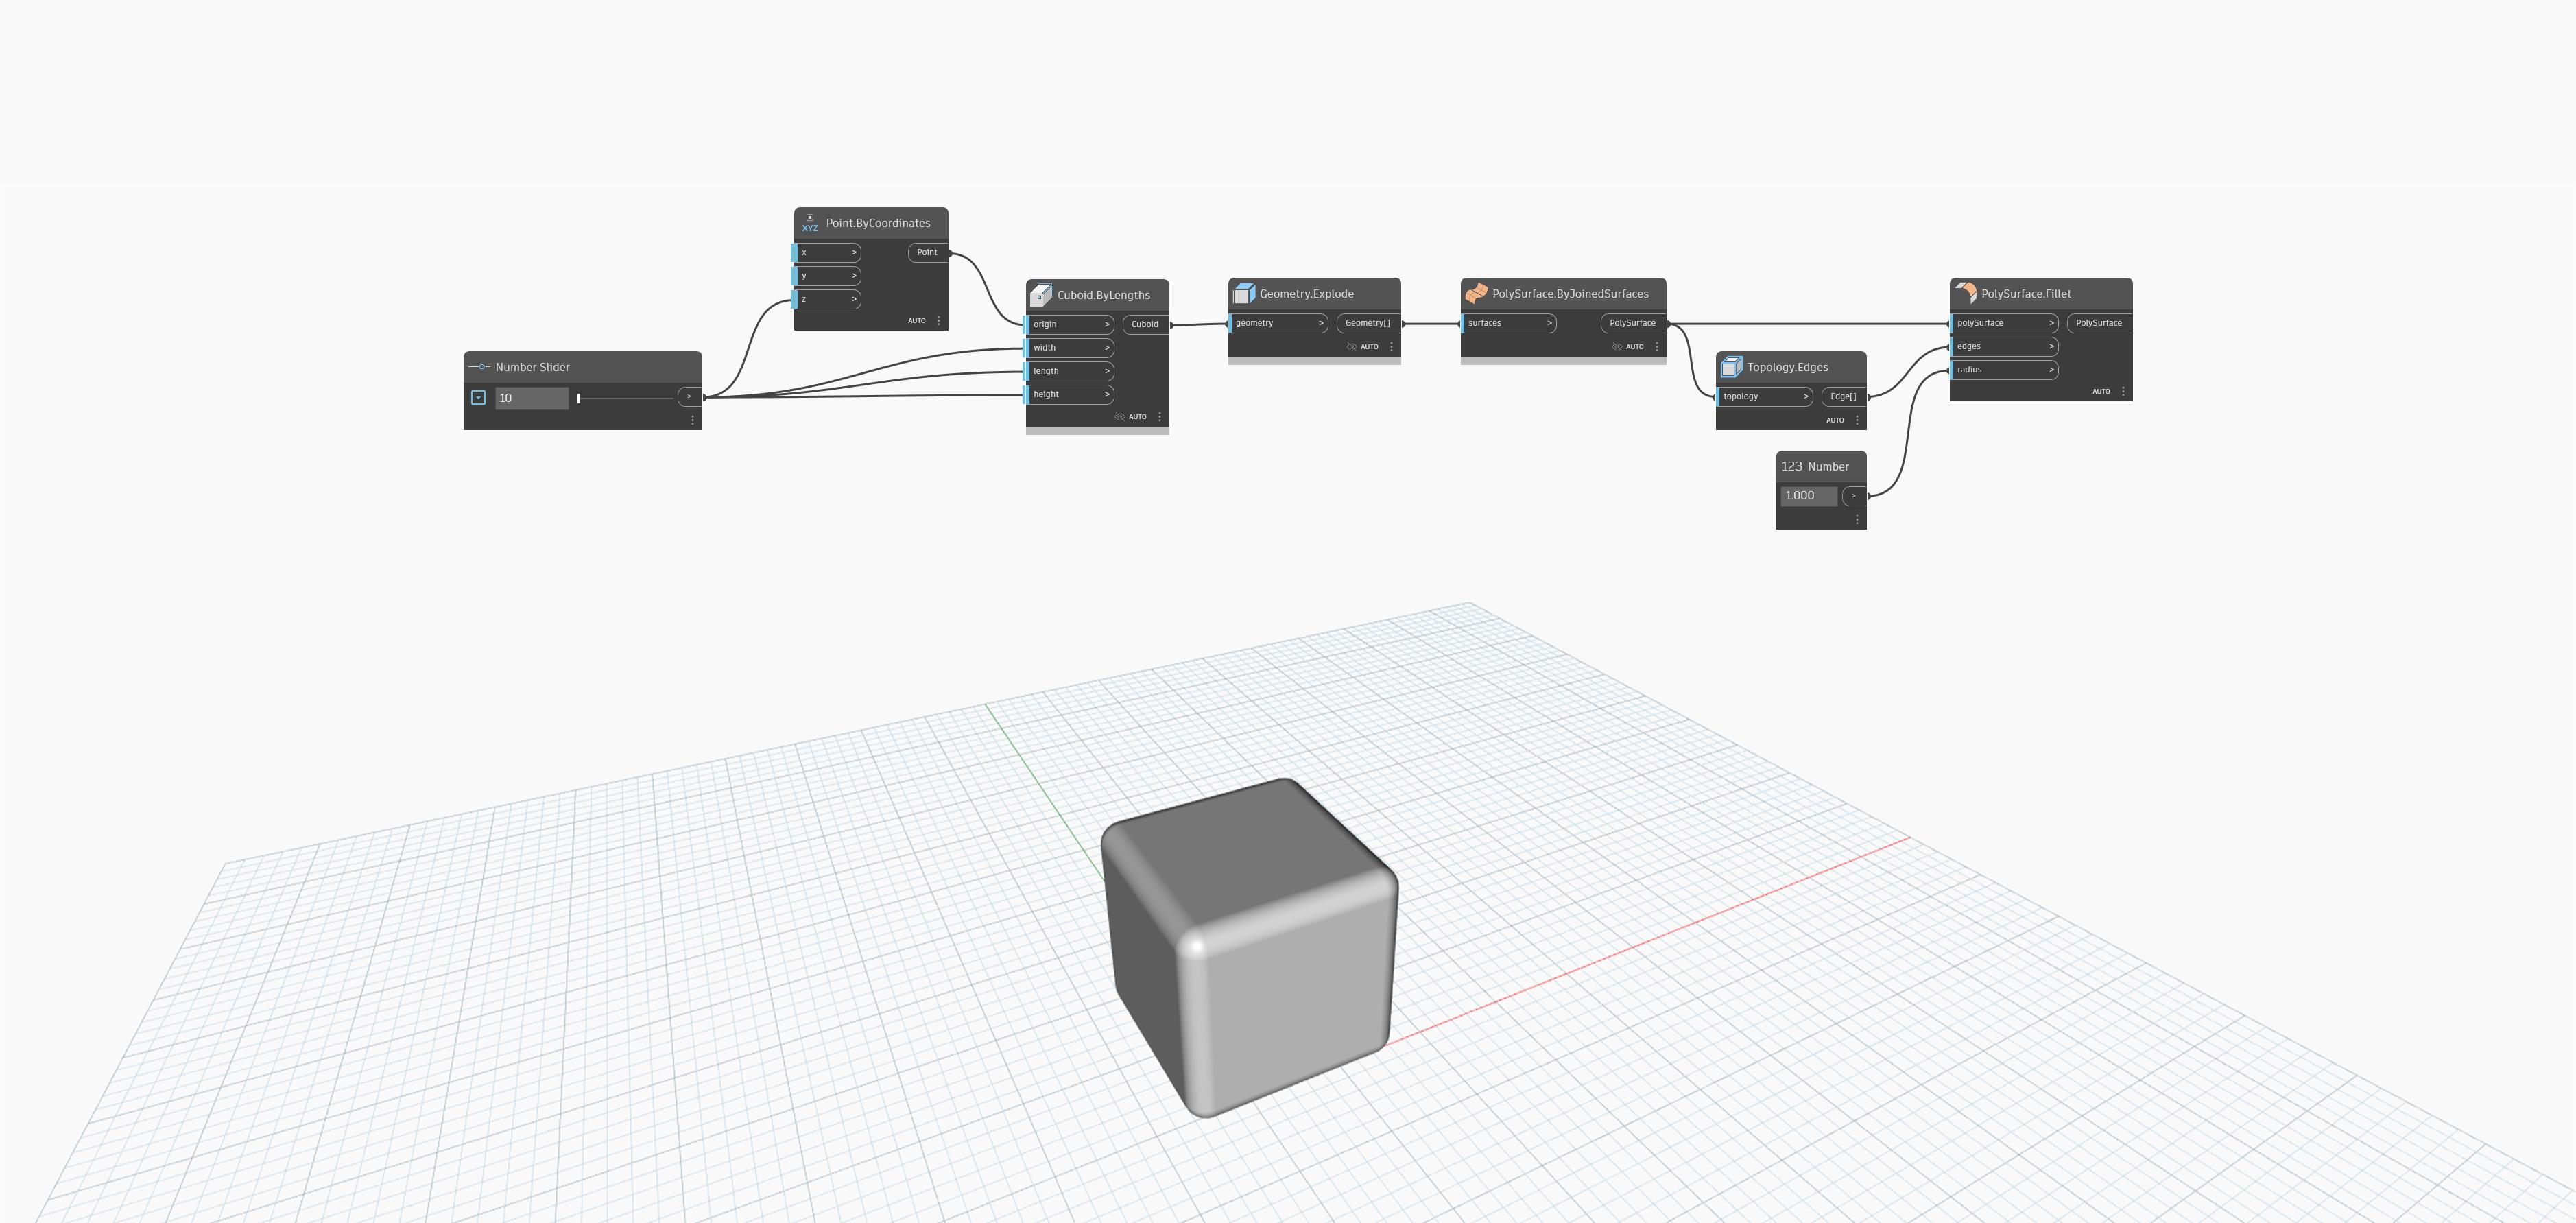 Number Slider
10
>
XYZ Point.ByCoordinates
x > Point
y >
z >
AUTO
Cuboid.ByLengths
origin > Cuboid
width >
length >
height >
AUTO
Geometry.Explode
geometry > Geometry[]
AUTO
PolySurface.ByJoinedSurfaces
surfaces > PolySurface
AUTO
Topology.Edges
topology > Edge[]
AUTO
123 Number
1.000 >
PolySurface.Fillet
polySurface > PolySurface
edges >
radius >
AUTO